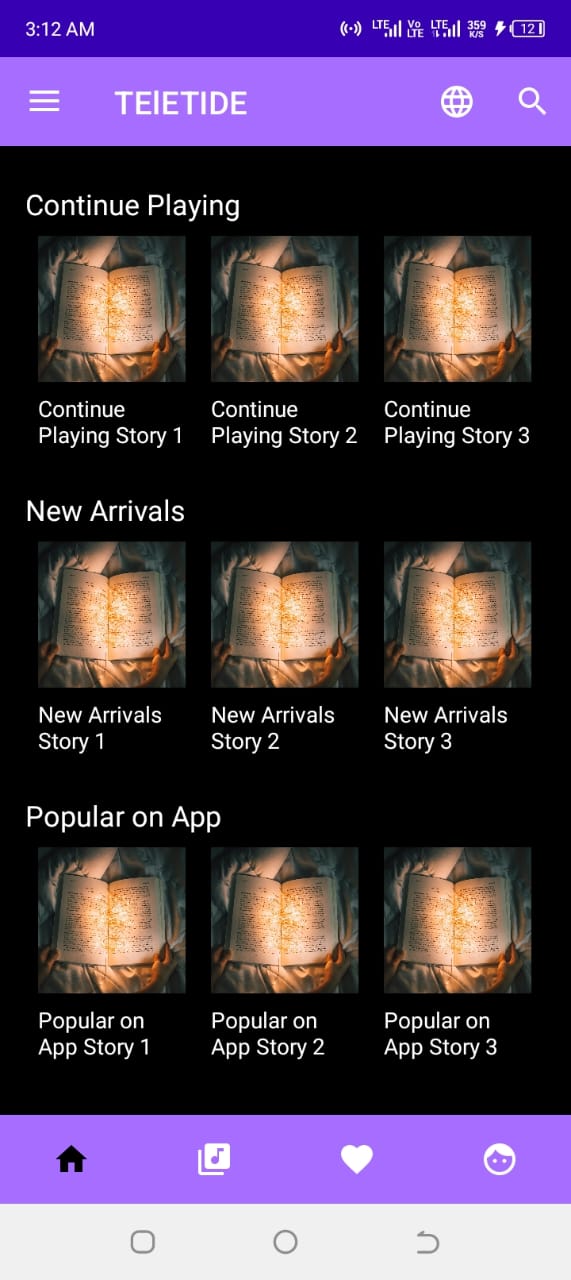 3:12 AM LTE Vo LTE LTE 359 K/S 12
TEIETIDE
Continue Playing
Continue Playing Story 1
Continue Playing Story 2
Continue Playing Story 3
New Arrivals
New Arrivals Story 1
New Arrivals Story 2
New Arrivals Story 3
Popular on App
Popular on App Story 1
Popular on App Story 2
Popular on App Story 3